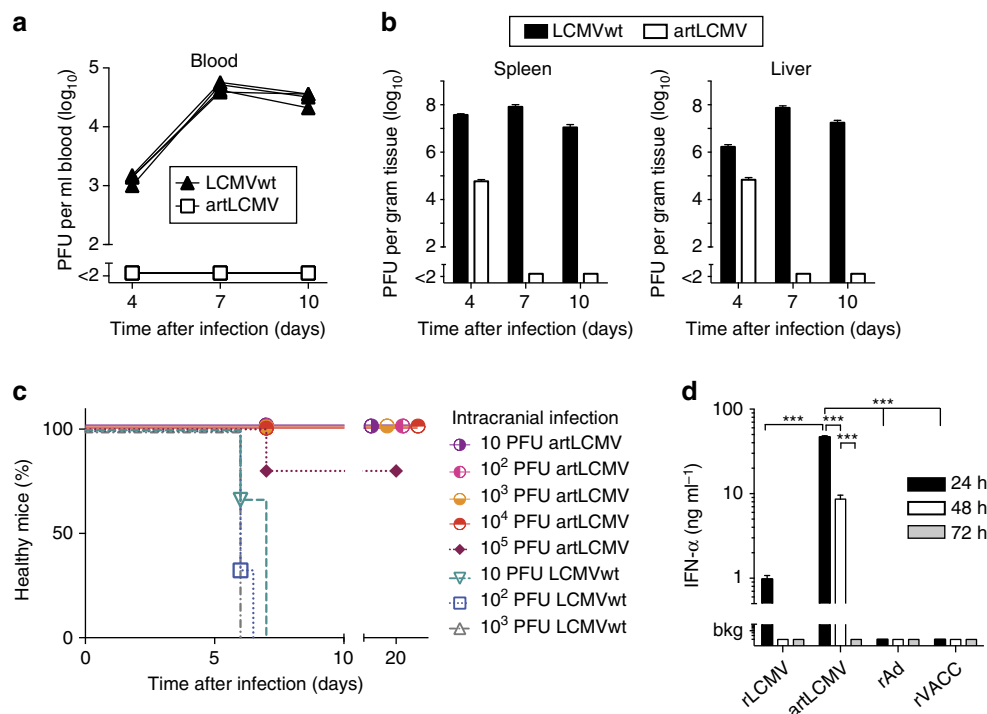 a
Blood
PFU per ml blood (log10)
5
4
3
2
<2
LCMVwt
artLCMV
4 7 10
Time after infection (days)
b
LCMVwt artLCMV
Spleen
PFU per gram tissue (log10)
8
6
4
2
<2
4 7 10
Time after infection (days)
Liver
PFU per gram tissue (log10)
8
6
4
2
<2
4 7 10
Time after infection (days)
c
Healthy mice (%)
100
50
0
0 10 20
Time after infection (days)
Intracranial infection
10 PFU artLCMV
10² PFU artLCMV
10³ PFU artLCMV
10⁴ PFU artLCMV
10⁵ PFU artLCMV
10 PFU LCMVwt
10² PFU LCMVwt
10³ PFU LCMVwt
d
IFN-α (ng ml⁻¹)
100
10
1
bkg
***
*** ***
***
24 h
48 h
72 h
rLCMV artLCMV rAd rVACC